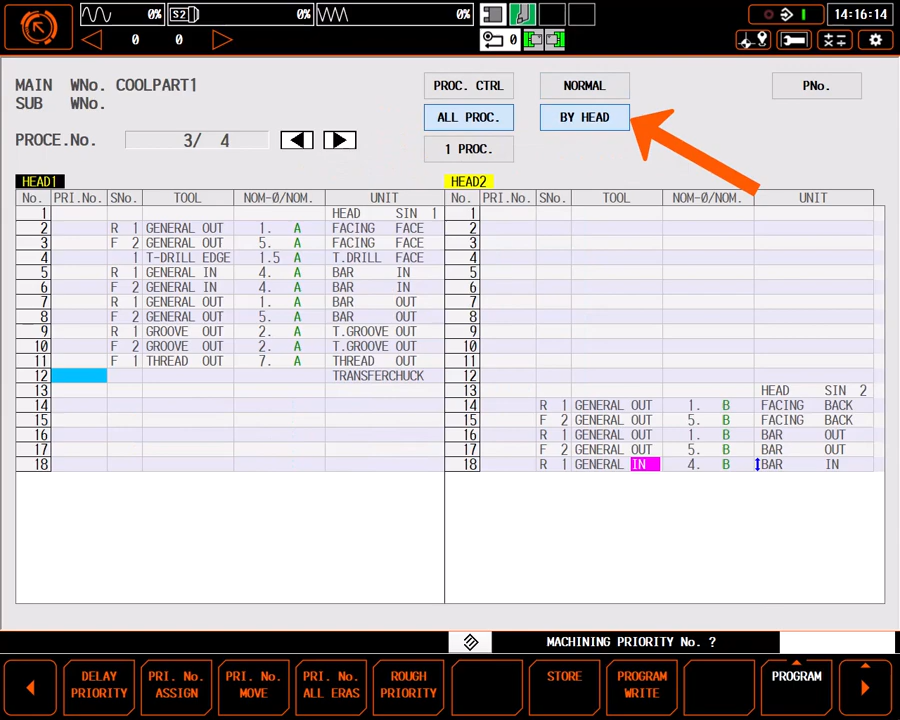 0% S2 0% 0% 14:16:14
0 0 0
MAIN WNo. COOLPART1 PROC. CTRL NORMAL PNo.
SUB WNo.
ALL PROC. BY HEAD
PROCE.No. 3/ 4
1 PROC.
HEAD1 HEAD2
No. PRI.No. SNo. TOOL NOM-Ø/NOM. UNIT No. PRI.No. SNo. TOOL NOM-Ø/NOM. UNIT
1 HEAD SIN 1 1
2 R 1 GENERAL OUT 1. A FACING FACE 2
3 F 2 GENERAL OUT 5. A FACING FACE 3
4 1 T-DRILL EDGE 1.5 A T.DRILL FACE 4
5 R 1 GENERAL IN 4. A BAR IN 5
6 F 2 GENERAL IN 4. A BAR IN 6
7 R 1 GENERAL OUT 1. A BAR OUT 7
8 F 2 GENERAL OUT 5. A BAR OUT 8
9 R 1 GROOVE OUT 2. A T.GROOVE OUT 9
10 F 2 GROOVE OUT 2. A T.GROOVE OUT 10
11 F 1 THREAD OUT 7. A THREAD OUT 11
12 TRANSFERCHUCK 12
13 13 HEAD SIN 2
14 14 R 1 GENERAL OUT 1. B FACING BACK
15 15 F 2 GENERAL OUT 5. B FACING BACK
16 16 R 1 GENERAL OUT 1. B BAR OUT
17 17 F 2 GENERAL OUT 5. B BAR OUT
18 18 R 1 GENERAL IN 4. B BAR IN
MACHINING PRIORITY No. ?
DELAY PRIORITY
PRI. No. ASSIGN
PRI. No. MOVE
PRI. No. ALL ERAS
ROUGH PRIORITY
STORE
PROGRAM WRITE
PROGRAM